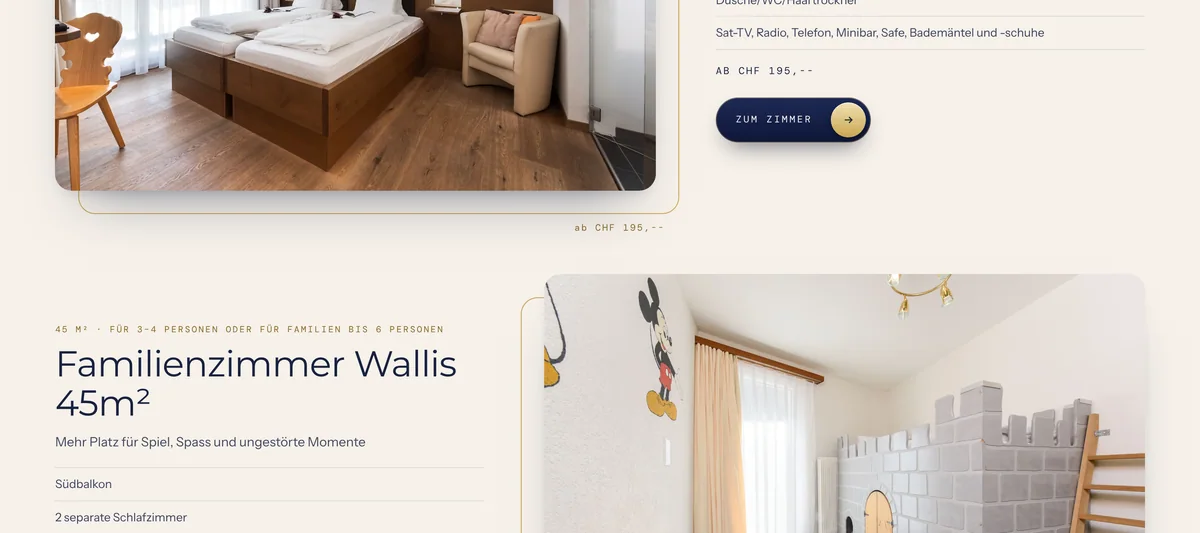 Dusche/WC/Haartrockner
Sat-TV, Radio, Telefon, Minibar, Safe, Bademäntel und -schuhe
AB CHF 195,--
ZUM ZIMMER
ab CHF 195,--
45 M² · FÜR 3-4 PERSONEN ODER FÜR FAMILIEN BIS 6 PERSONEN
Familienzimmer Wallis
45m²
Mehr Platz für Spiel, Spass und ungestörte Momente
Südbalkon
2 separate Schlafzimmer